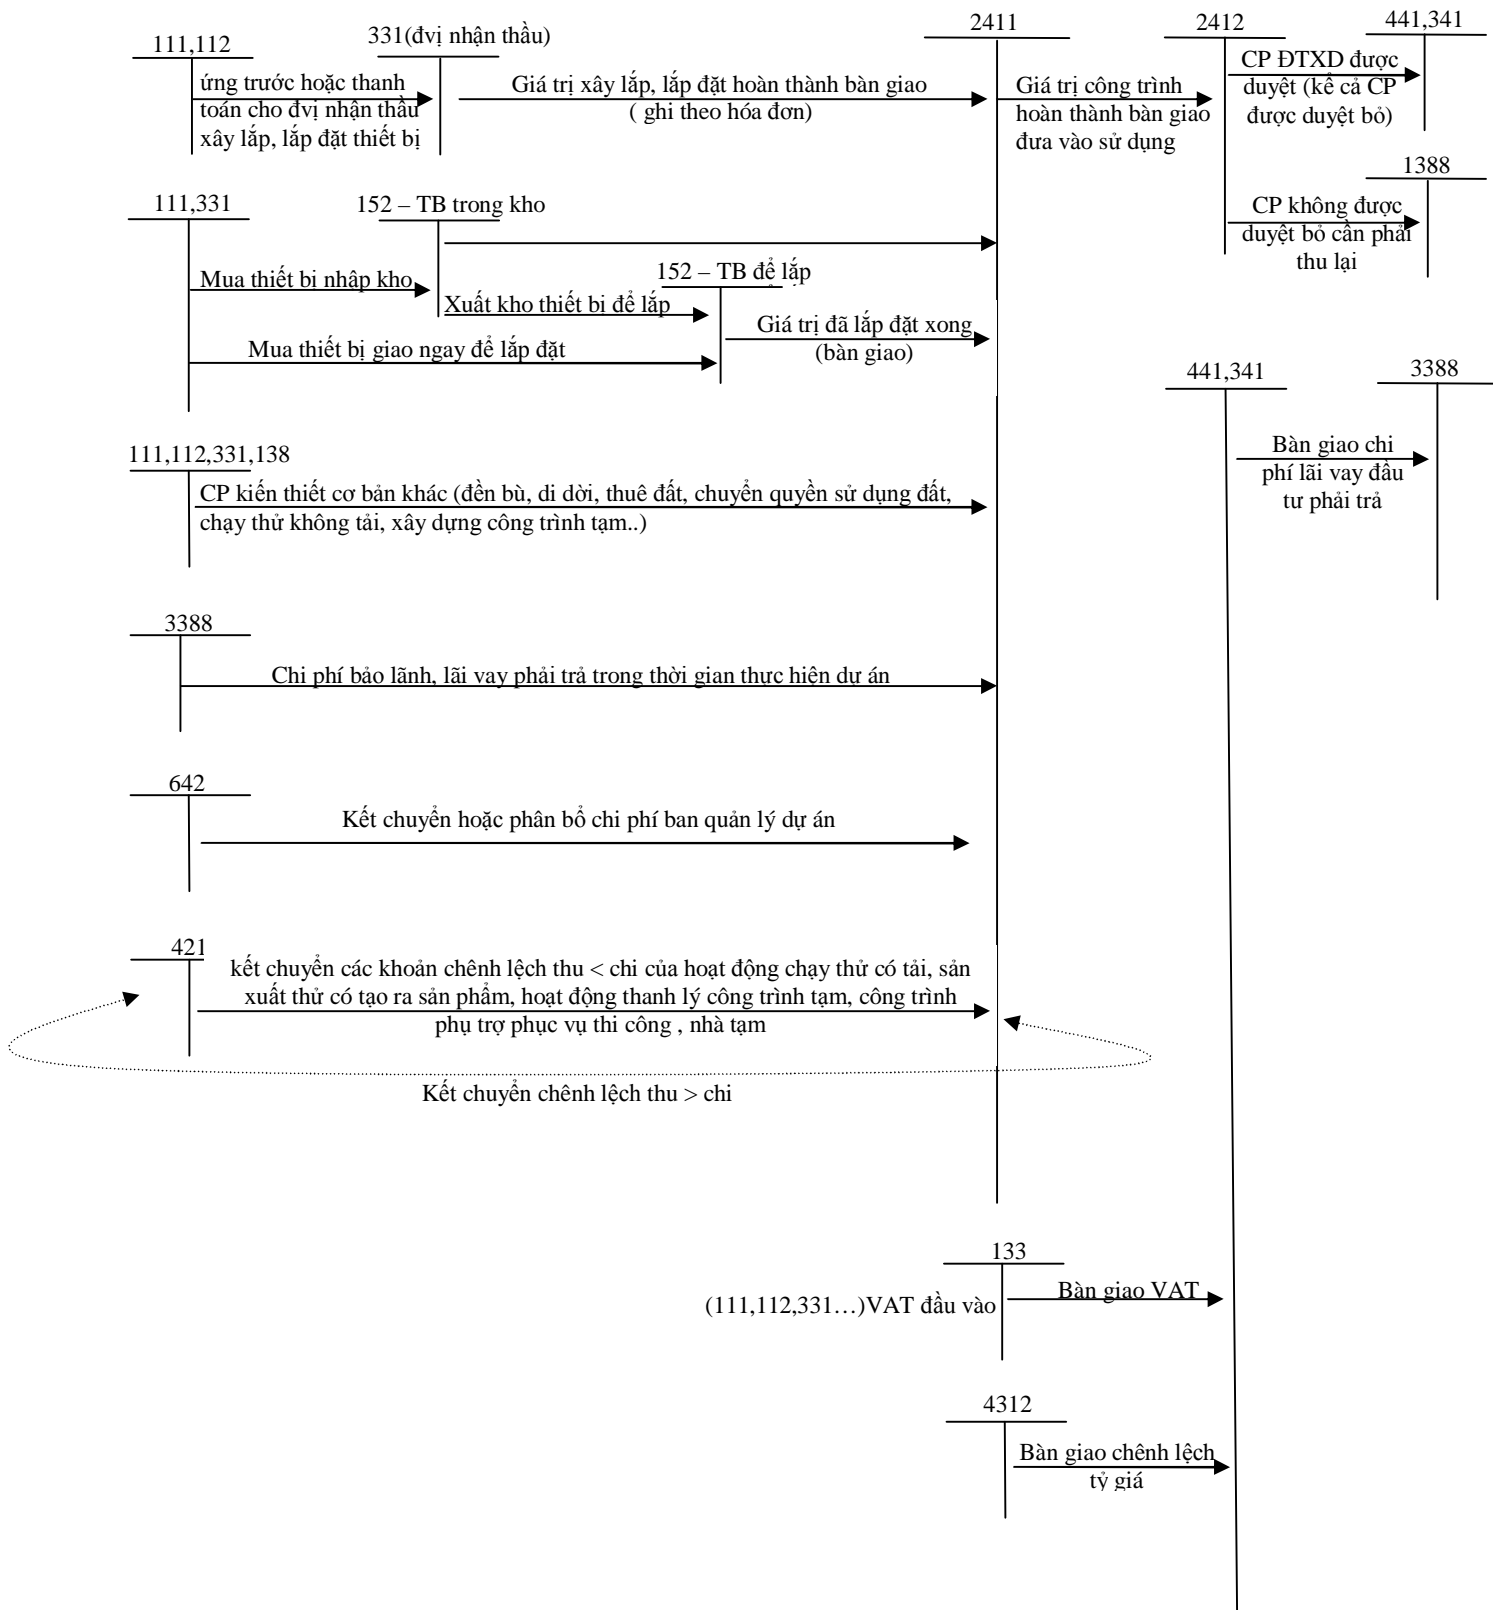 111,112
331(đvị nhận thầu)
2411
2412
441,341
ứng trước hoặc thanh
toán cho đvị nhận thầu
xây lắp, lắp đặt thiết bị
Giá trị xây lắp, lắp đặt hoàn thành bàn giao
( ghi theo hóa đơn)
Giá trị công trình
hoàn thành bàn giao
đưa vào sử dụng
CP ĐTXD được
duyệt (kể cả CP
được duyệt bỏ)
1388
CP không được
duyệt bỏ cần phải
thu lại
111,331
152 – TB trong kho
Mua thiết bi nhập kho
152 – TB để lắp
Xuất kho thiết bi để lắp
Giá trị đã lắp đặt xong
(bàn giao)
Mua thiết bị giao ngay để lắp đặt
441,341
3388
Bàn giao chi
phí lãi vay đầu
tư phải trả
111,112,331,138
CP kiến thiết cơ bản khác (đền bù, di dời, thuê đất, chuyển quyền sử dụng đất,
chạy thử không tải, xây dựng công trình tạm..)
3388
Chi phí bảo lãnh, lãi vay phải trả trong thời gian thực hiện dự án
642
Kết chuyển hoặc phân bổ chi phí ban quản lý dự án
421
kết chuyển các khoản chênh lệch thu < chi của hoạt động chạy thử có tải, sản
xuất thử có tạo ra sản phẩm, hoạt động thanh lý công trình tạm, công trình
phụ trợ phục vụ thi công , nhà tạm
Kết chuyển chênh lệch thu > chi
133
(111,112,331…)VAT đầu vào
Bàn giao VAT
4312
Bàn giao chênh lệch
tỷ giá